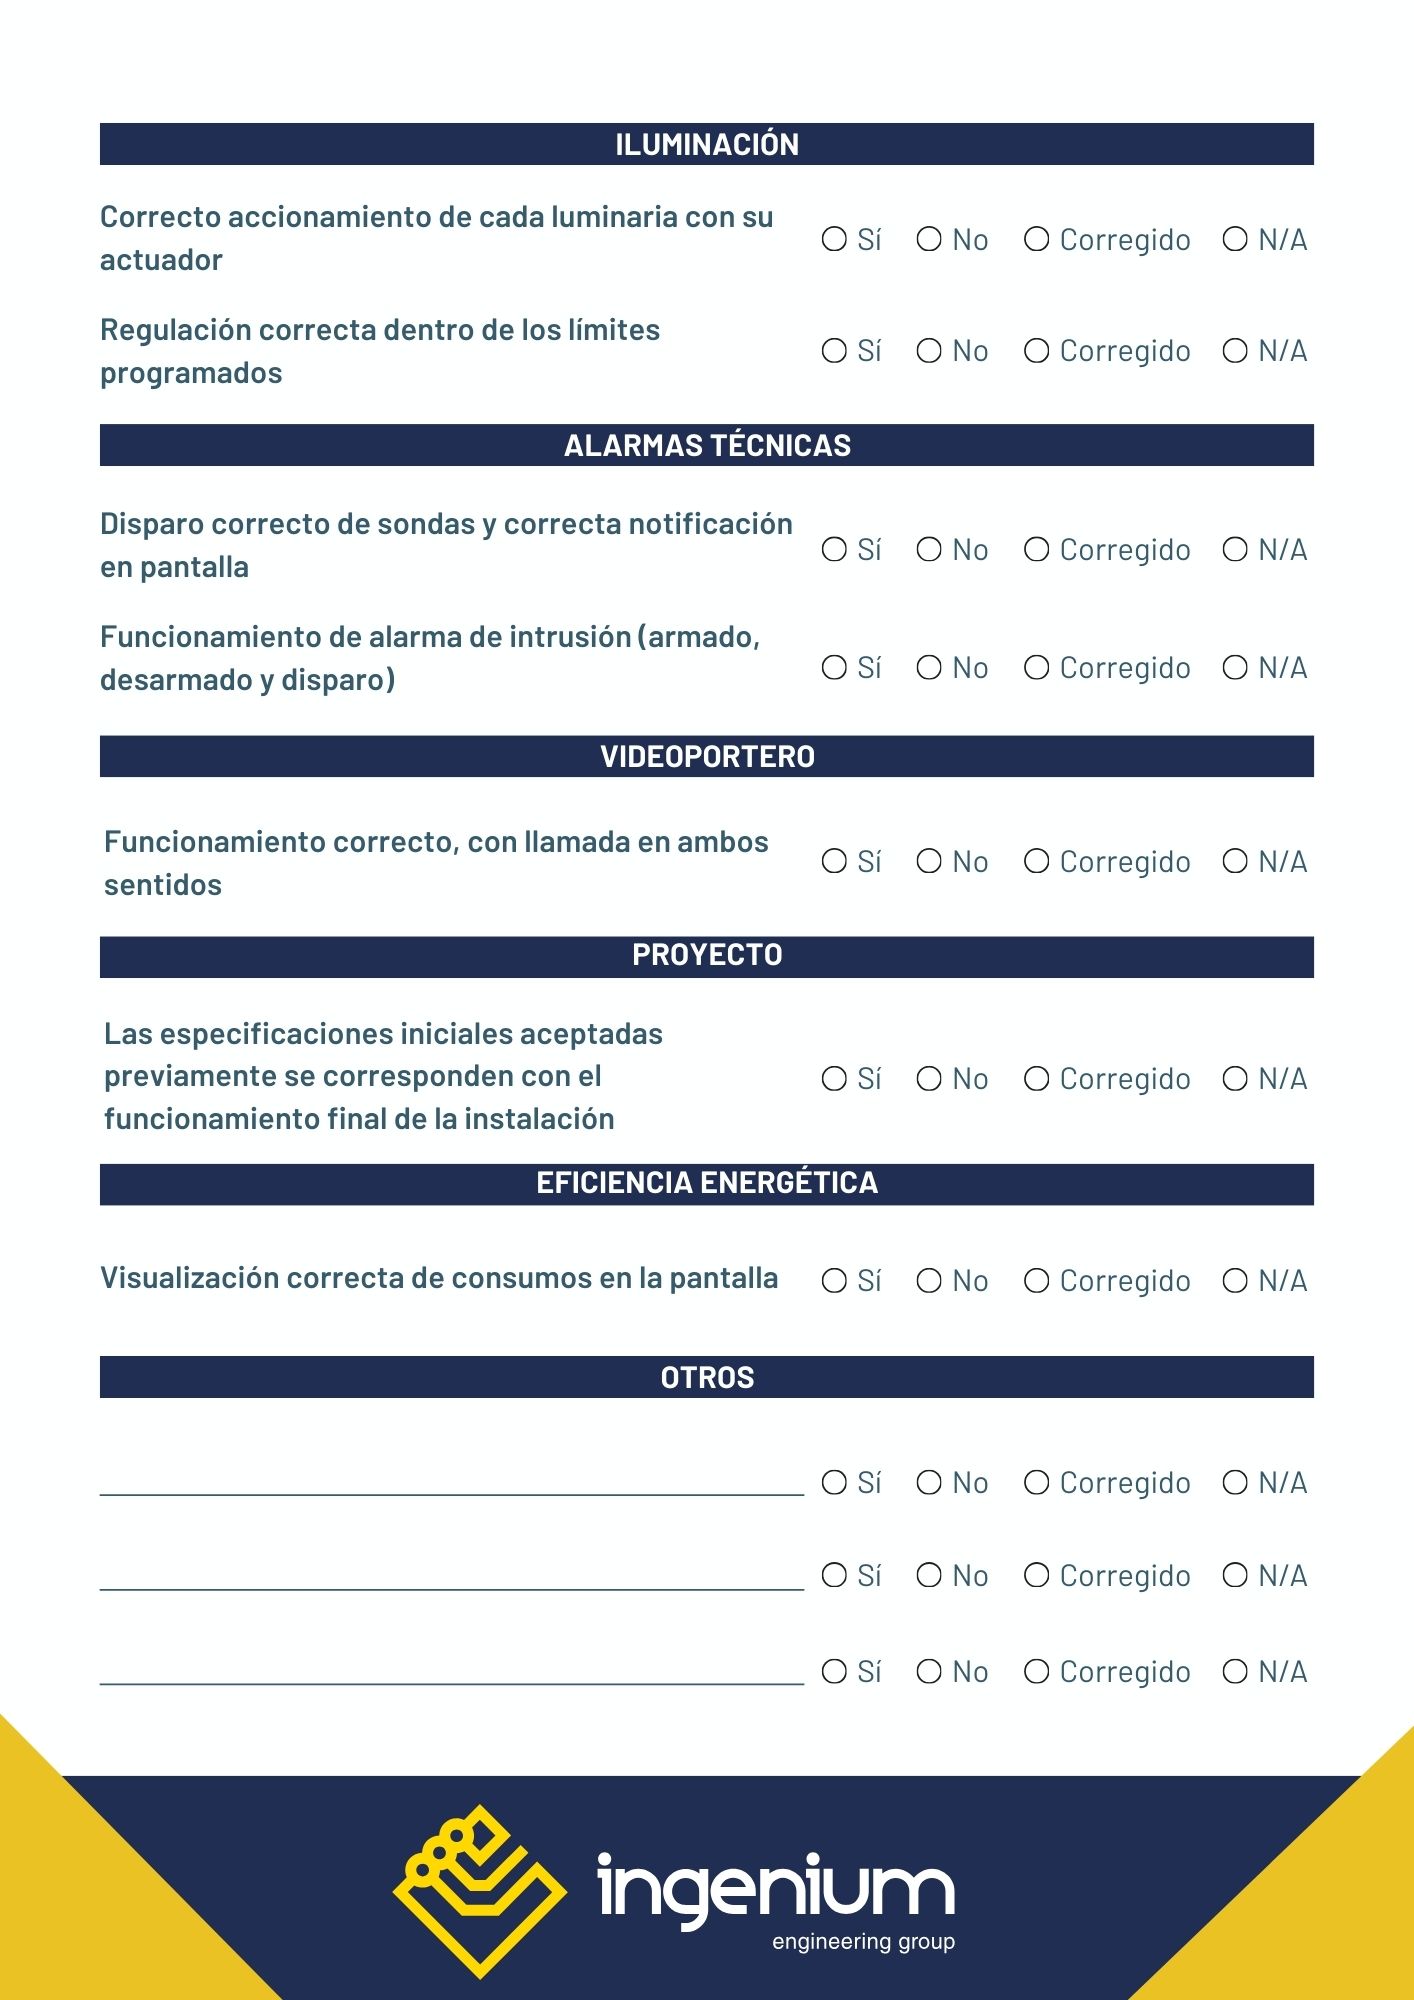 ILUMINACIÓN
Correcto accionamiento de cada luminaria con su
actuador
Sí No Corregido N/A
Regulación correcta dentro de los límites
programados
Sí No Corregido N/A
ALARMAS TÉCNICAS
Disparo correcto de sondas y correcta notificación
en pantalla
Sí No Corregido N/A
Funcionamiento de alarma de intrusión (armado,
desarmado y disparo)
Sí No Corregido N/A
VIDEOPORTERO
Funcionamiento correcto, con llamada en ambos
sentidos
Sí No Corregido N/A
PROYECTO
Las especificaciones iniciales aceptadas
previamente se corresponden con el
funcionamiento final de la instalación
Sí No Corregido N/A
EFICIENCIA ENERGÉTICA
Visualización correcta de consumos en la pantalla
Sí No Corregido N/A
OTROS
Sí No Corregido N/A
Sí No Corregido N/A
Sí No Corregido N/A
ingenium
engineering group